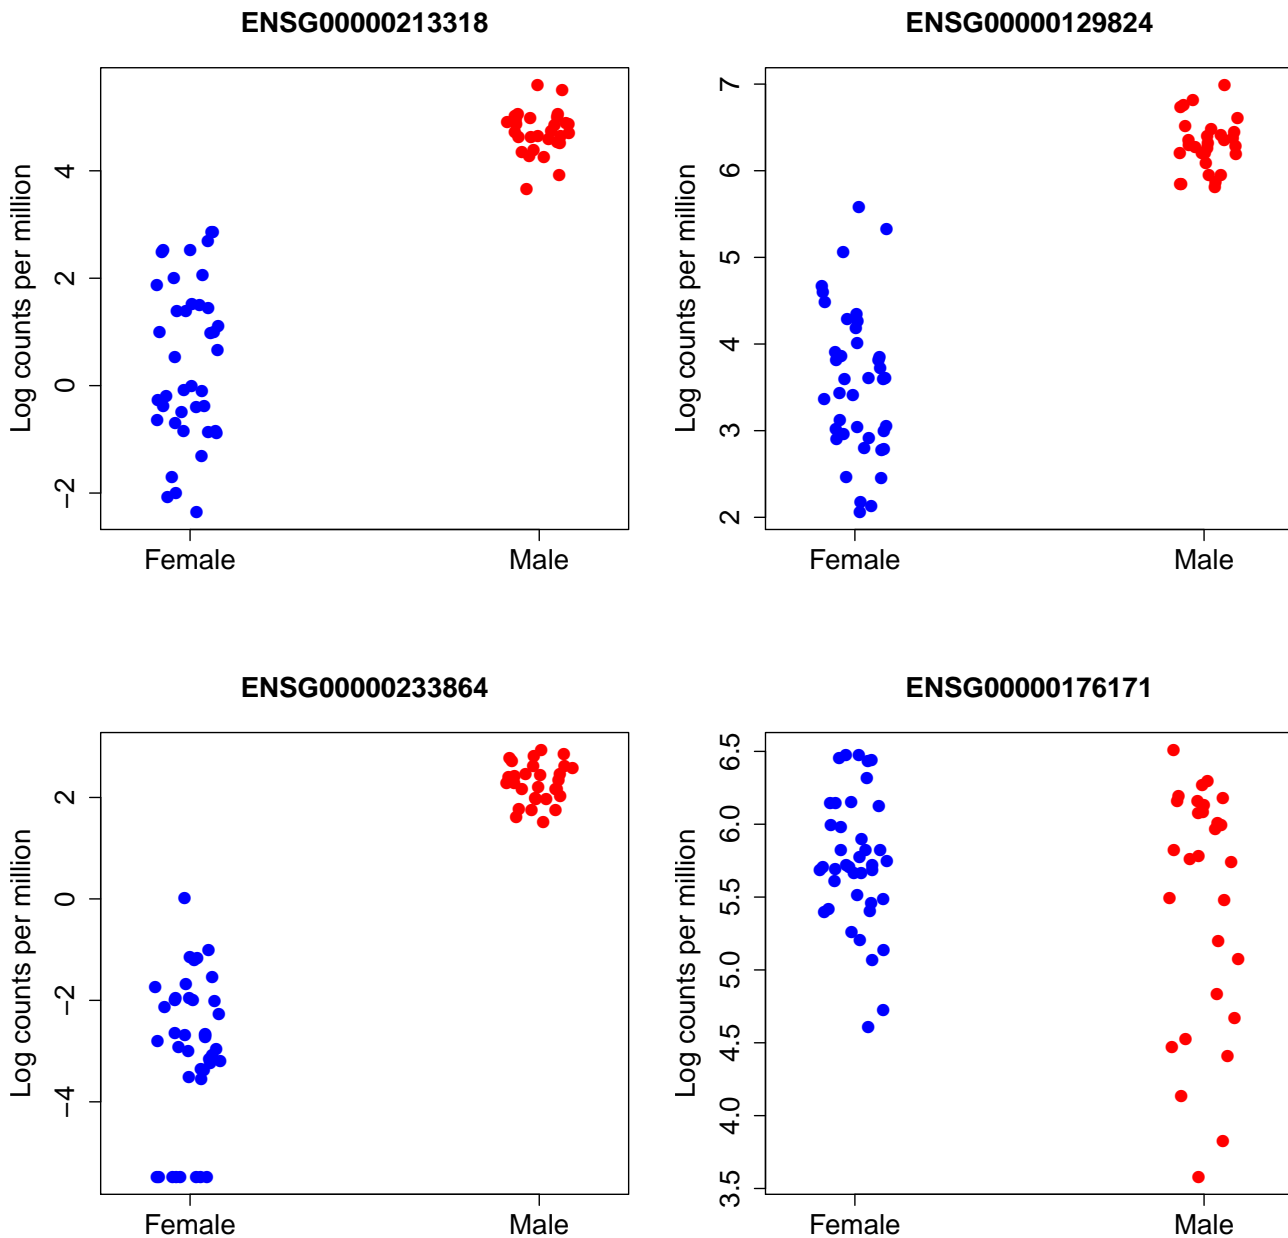 ENSG00000213318
Log counts per million
4
2
0
−2
Female Male
ENSG00000129824
Log counts per million
7
6
5
4
3
2
Female Male
ENSG00000233864
Log counts per million
2
0
−2
−4
Female Male
ENSG00000176171
Log counts per million
6.5
6.0
5.5
5.0
4.5
4.0
3.5
Female Male